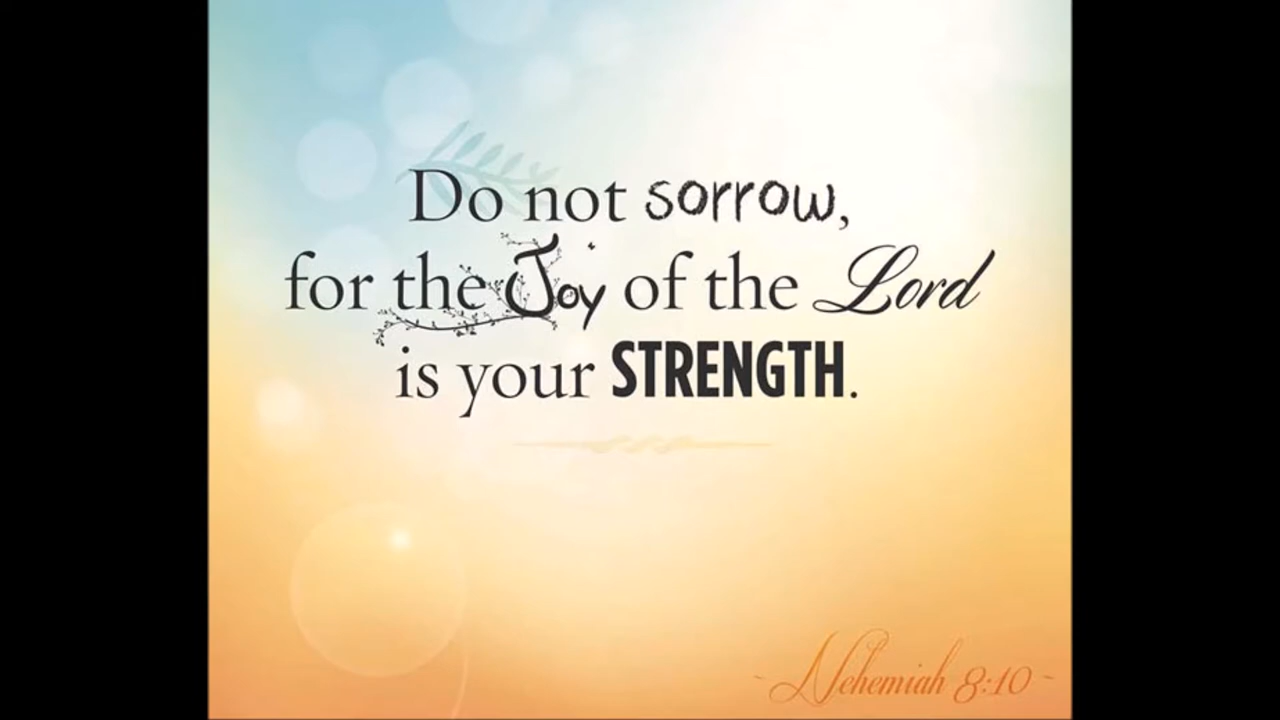 Do not sorrow,
for the Joy of the Lord
is your STRENGTH.
~Nehemiah 8:10~